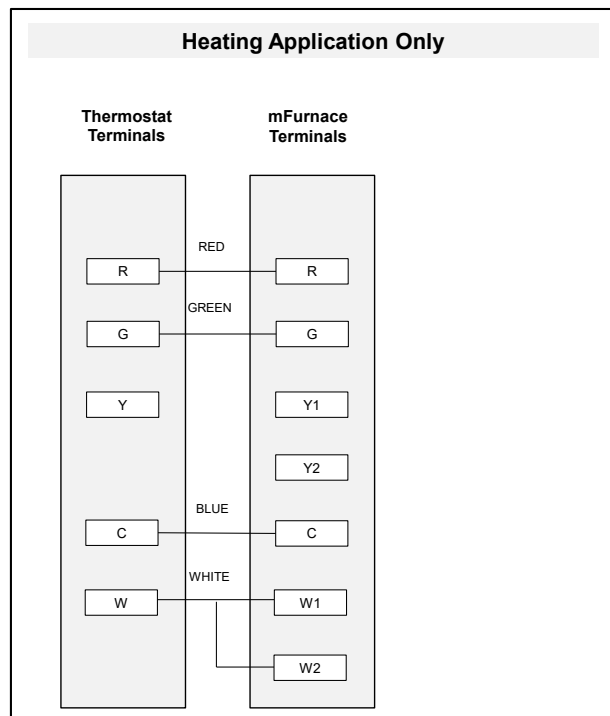 Heating Application Only
Thermostat
Terminals
mFurnace
Terminals
RED
R
R
GREEN
G
G
Y
Y1
Y2
BLUE
C
C
WHITE
W
W1
W2